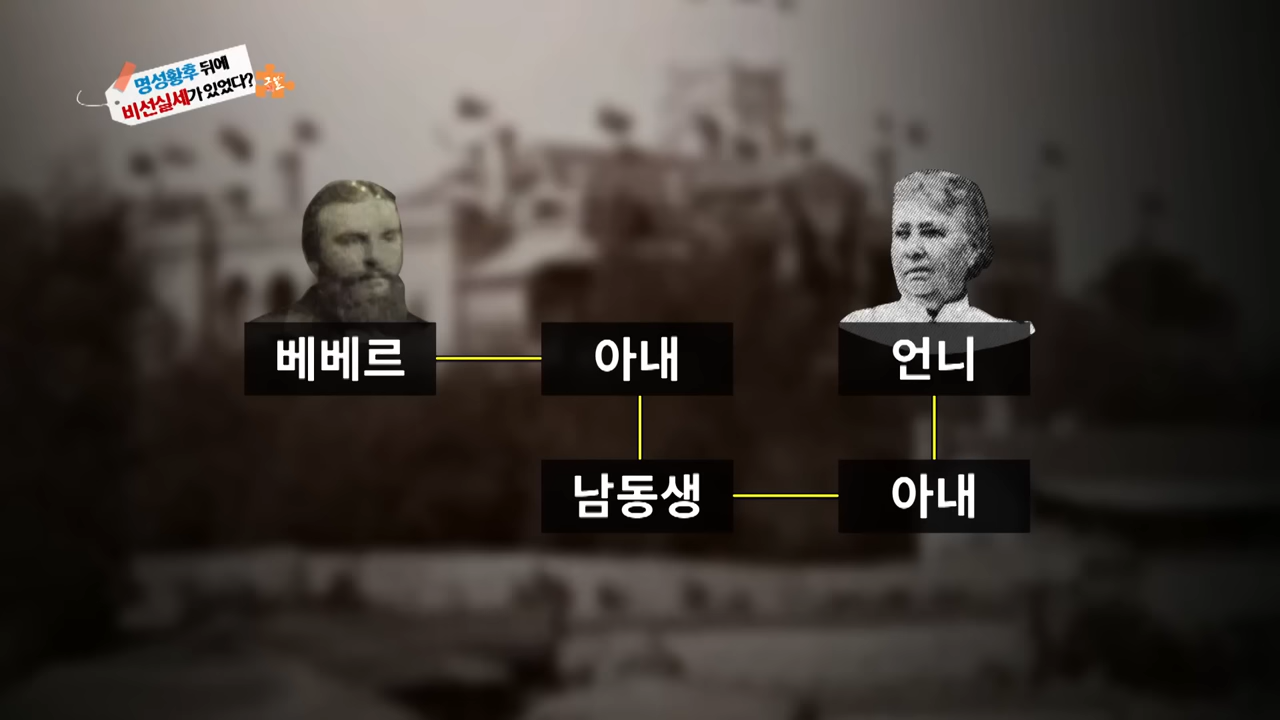 명성황후 뒤에
비선실세가 있었다?
베베르
아내
언니
남동생
아내